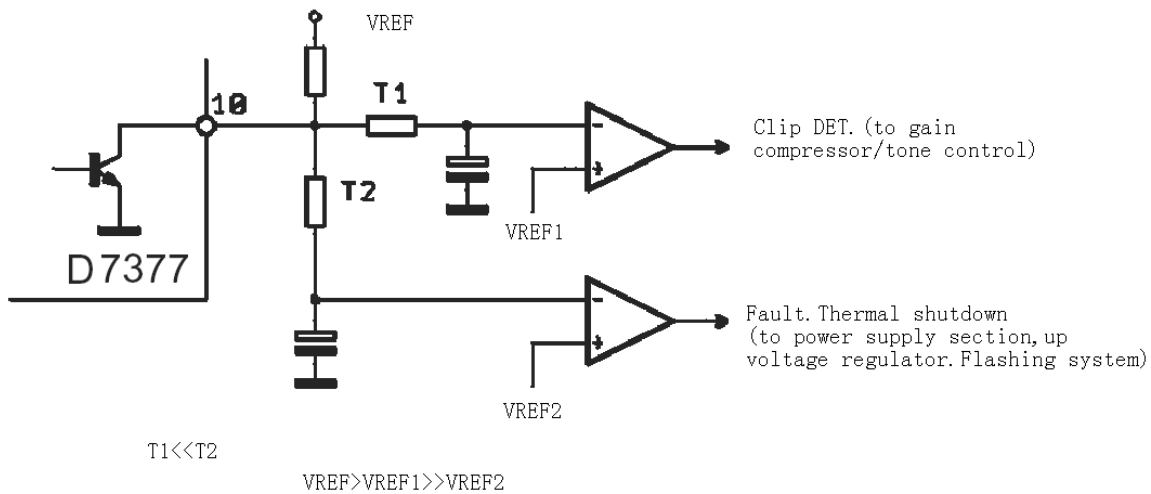 VREF
10
T1
-
+
VREF1
Clip DET. (to gain
compressor/tone control)
T2
D7377
-
+
VREF2
Fault. Thermal shutdown
(to power supply section, up
voltage regulator. Flashing system)
T1<<T2
VREF>VREF1>>VREF2